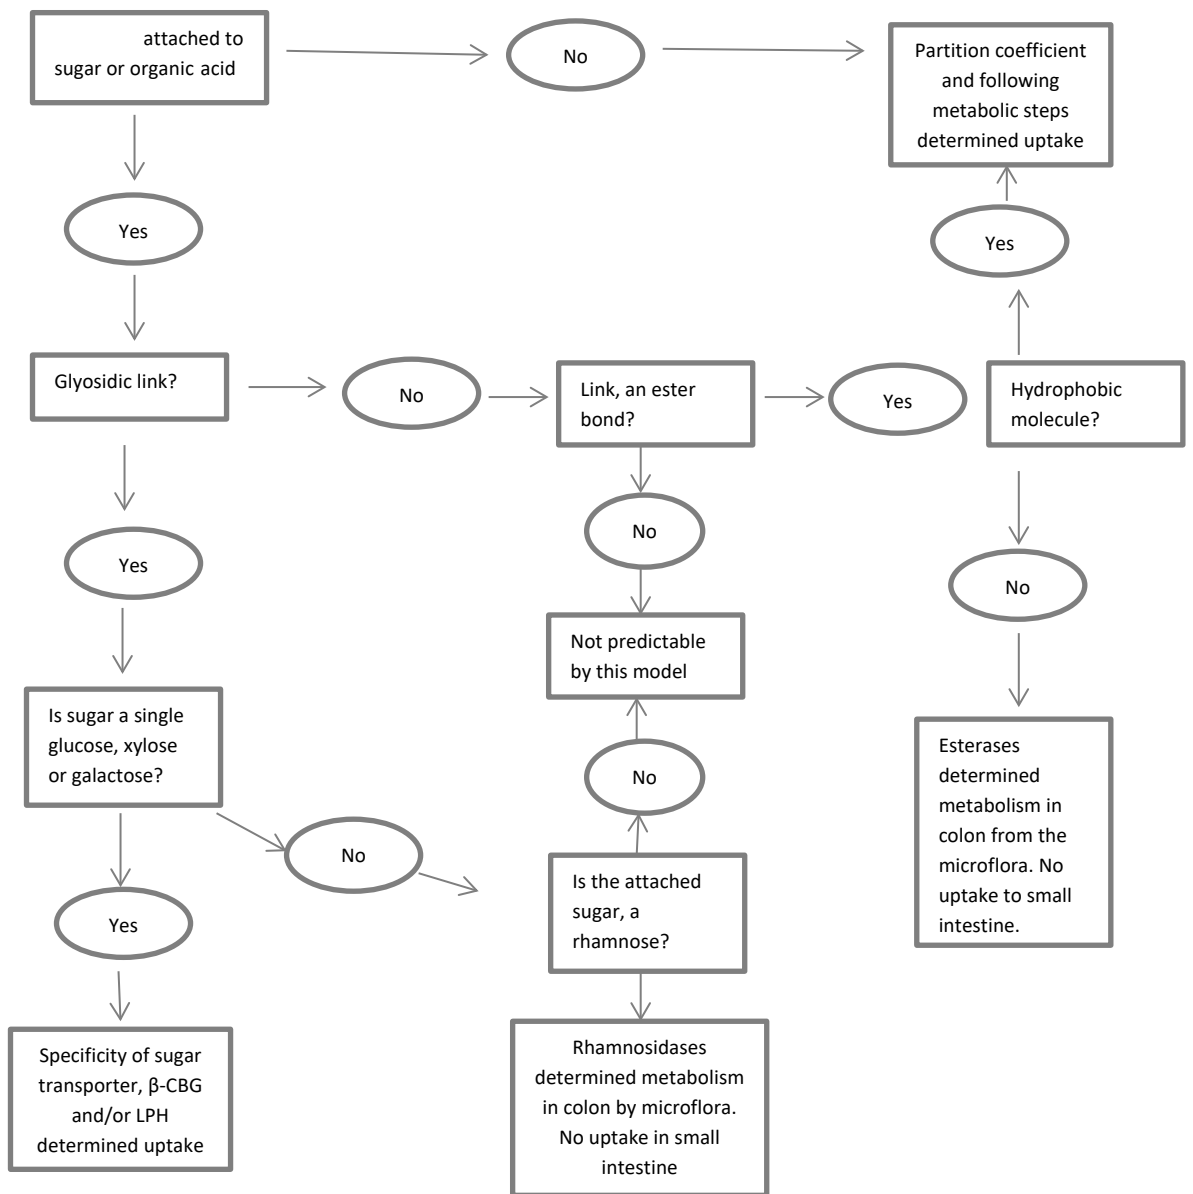 attached to
sugar or organic acid
No
Partition coefficient
and following
metabolic steps
determined uptake
Yes
Yes
Glyosidic link?
No
Link, an ester
bond?
Yes
Hydrophobic
molecule?
Yes
No
No
Not predictable
by this model
Is sugar a single
glucose, xylose
or galactose?
No
Esterases
determined
metabolism in
colon from the
microflora. No
uptake to small
intestine.
No
Is the attached
sugar, a
rhamnose?
Yes
Specificity of sugar
transporter, β-CBG
and/or LPH
determined uptake
Rhamnosidases
determined metabolism
in colon by microflora.
No uptake in small
intestine